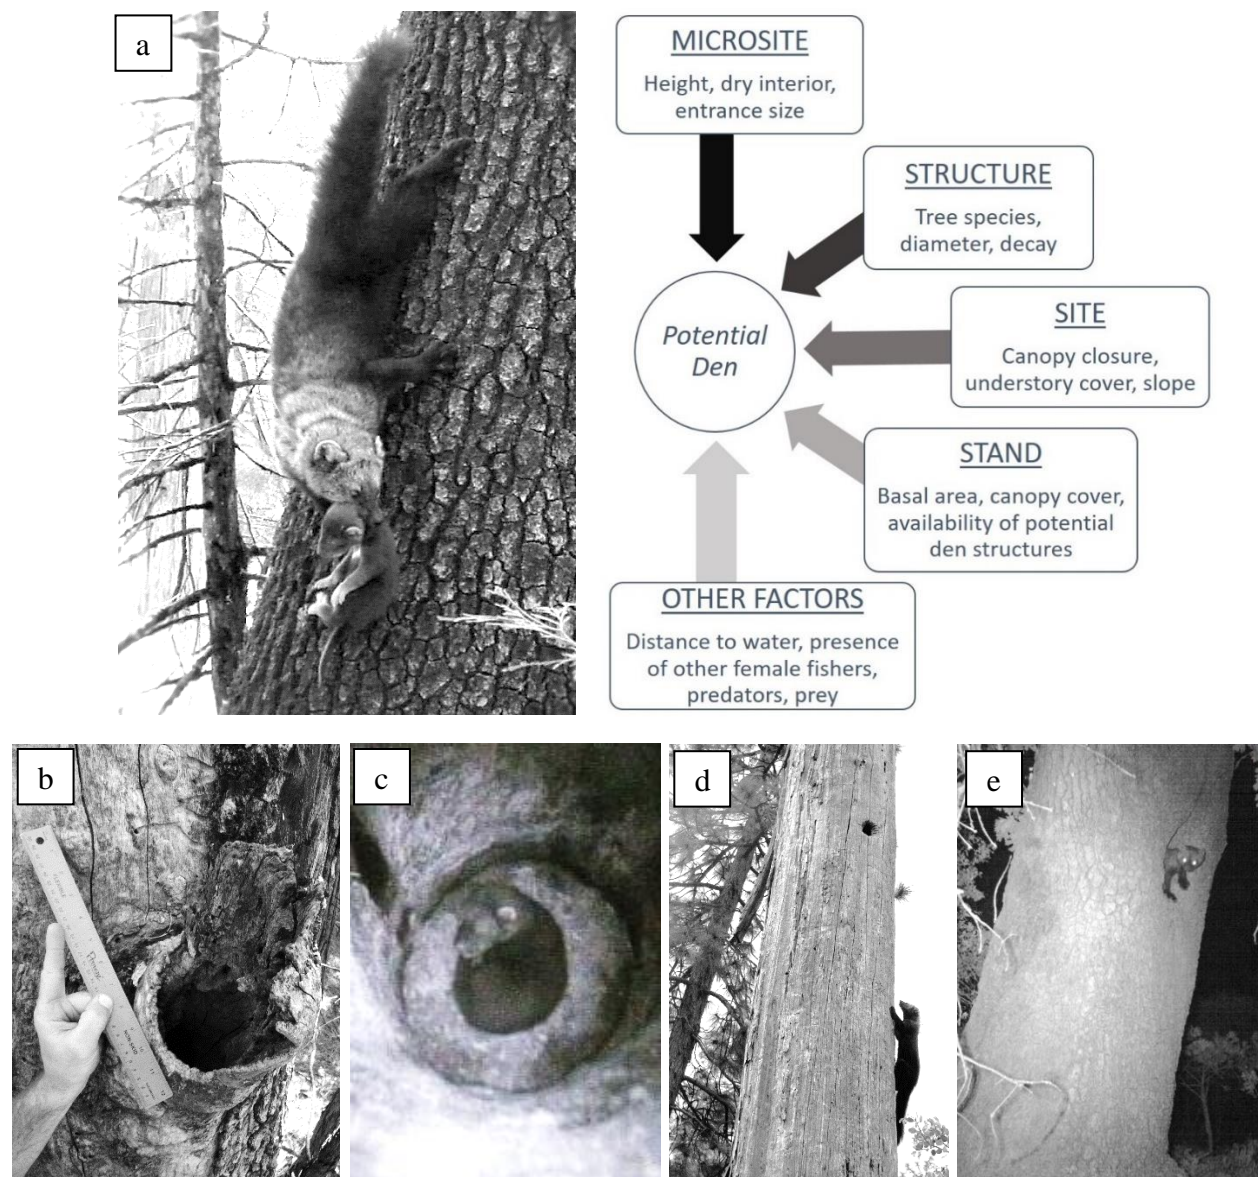 a
MICROSITE
Height, dry interior,
entrance size
STRUCTURE
Tree species,
diameter, decay
SITE
Canopy closure,
understory cover, slope
Potential
Den
STAND
Basal area, canopy cover,
availability of potential
den structures
OTHER FACTORS
Distance to water, presence
of other female fishers,
predators, prey
b
c
d
e